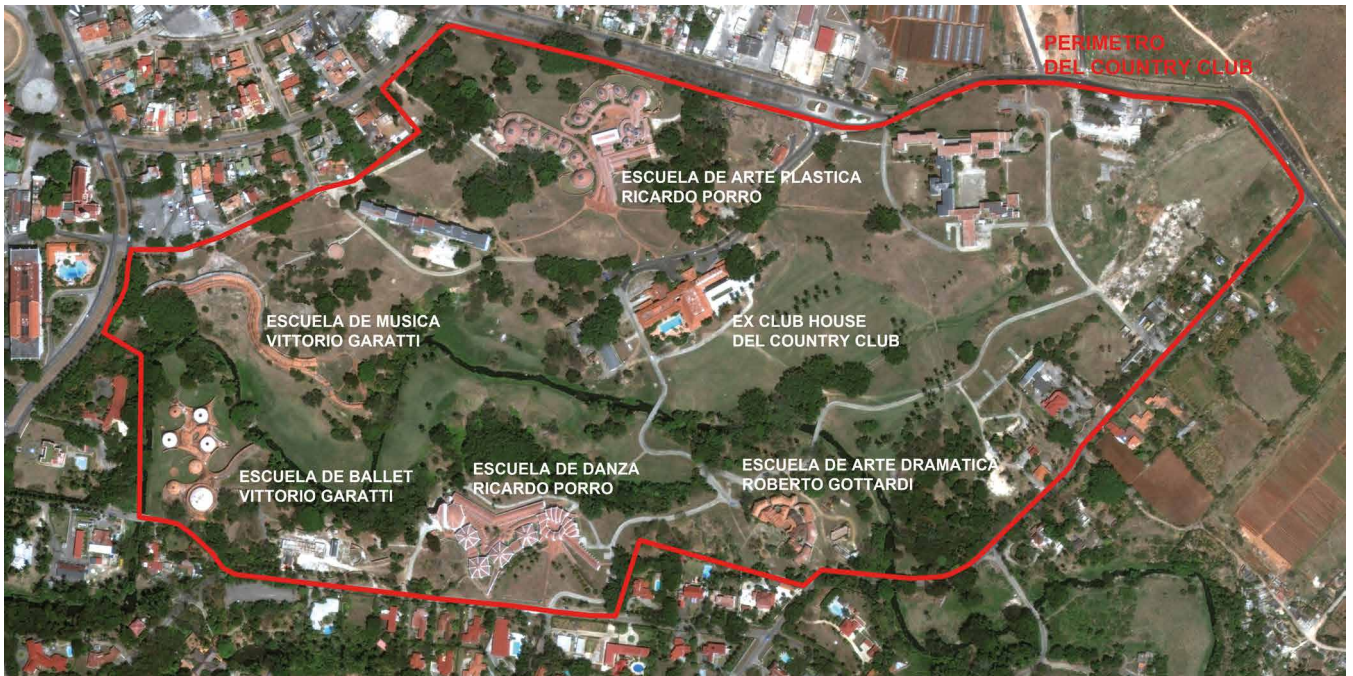 PERIMETRO
DEL COUNTRY CLUB
ESCUELA DE ARTE PLASTICA
RICARDO PORRO
ESCUELA DE MUSICA
VITTORIO GARATTI
EX CLUB HOUSE
DEL COUNTRY CLUB
ESCUELA DE BALLET
VITTORIO GARATTI
ESCUELA DE DANZA
RICARDO PORRO
ESCUELA DE ARTE DRAMATICA
ROBERTO GOTTARDI